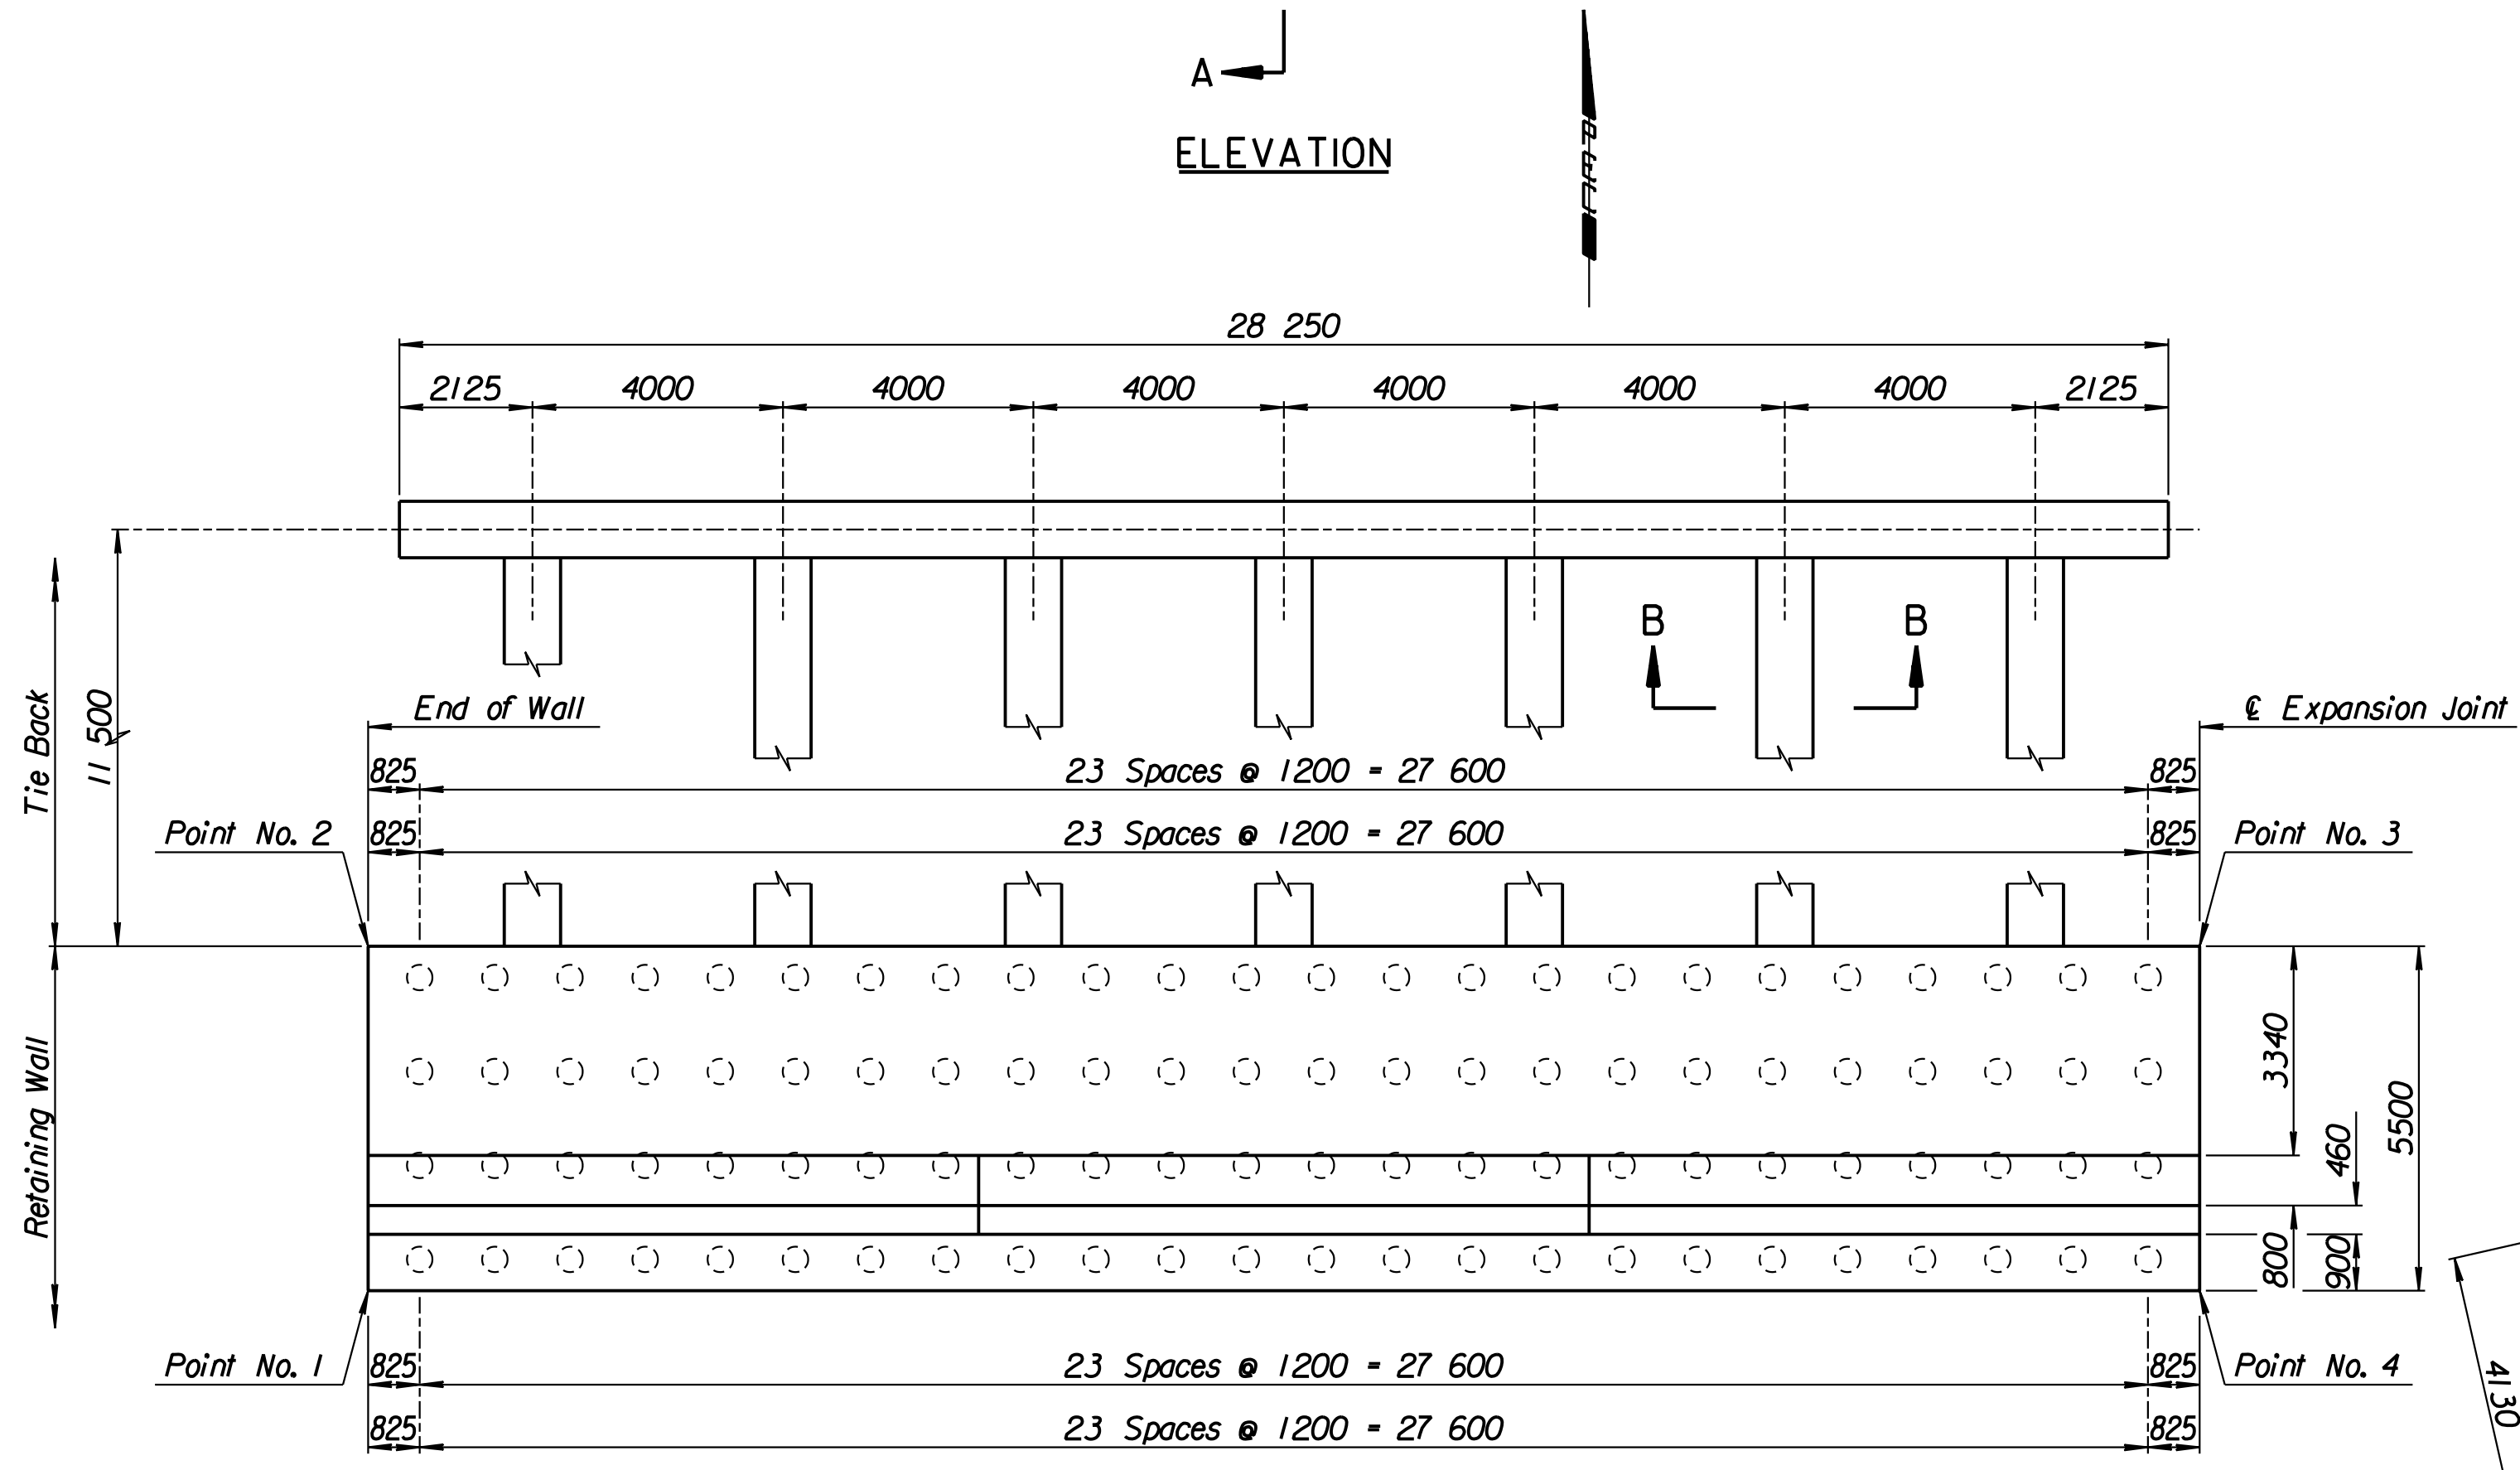 A
ELEVATION
28 250
2125 4000 4000 4000 4000 4000 4000 2125
B B
Tie Back
11 500
End of Wall
℄ Expansion Joint
825 23 Spaces @ 1200 = 27 600 825
Point No. 2 825 23 Spaces @ 1200 = 27 600 825 Point No. 3
Retaining Wall
3340
460
5500
800
900
Point No. 1 825 23 Spaces @ 1200 = 27 600 825 Point No. 4
4130
825 23 Spaces @ 1200 = 27 600 825